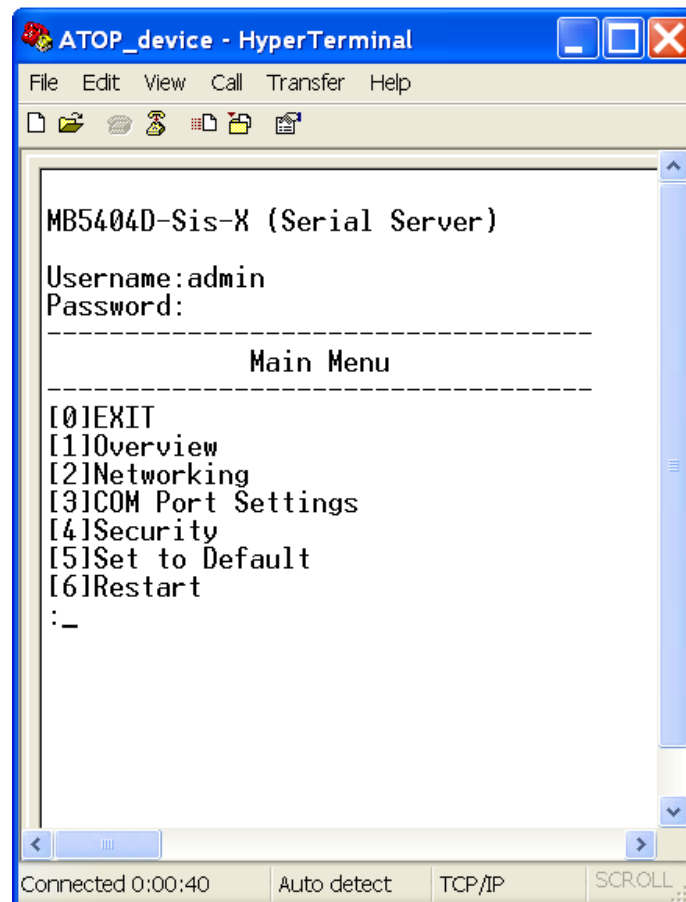 ATOP_device - HyperTerminal
File Edit View Call Transfer Help
MB5404D-Sis-X (Serial Server)
Username:admin
Password:
-----------------------------------
Main Menu
-----------------------------------
[0]EXIT
[1]Overview
[2]Networking
[3]COM Port Settings
[4]Security
[5]Set to Default
[6]Restart
:_
Connected 0:00:40 Auto detect TCP/IP SCROLL